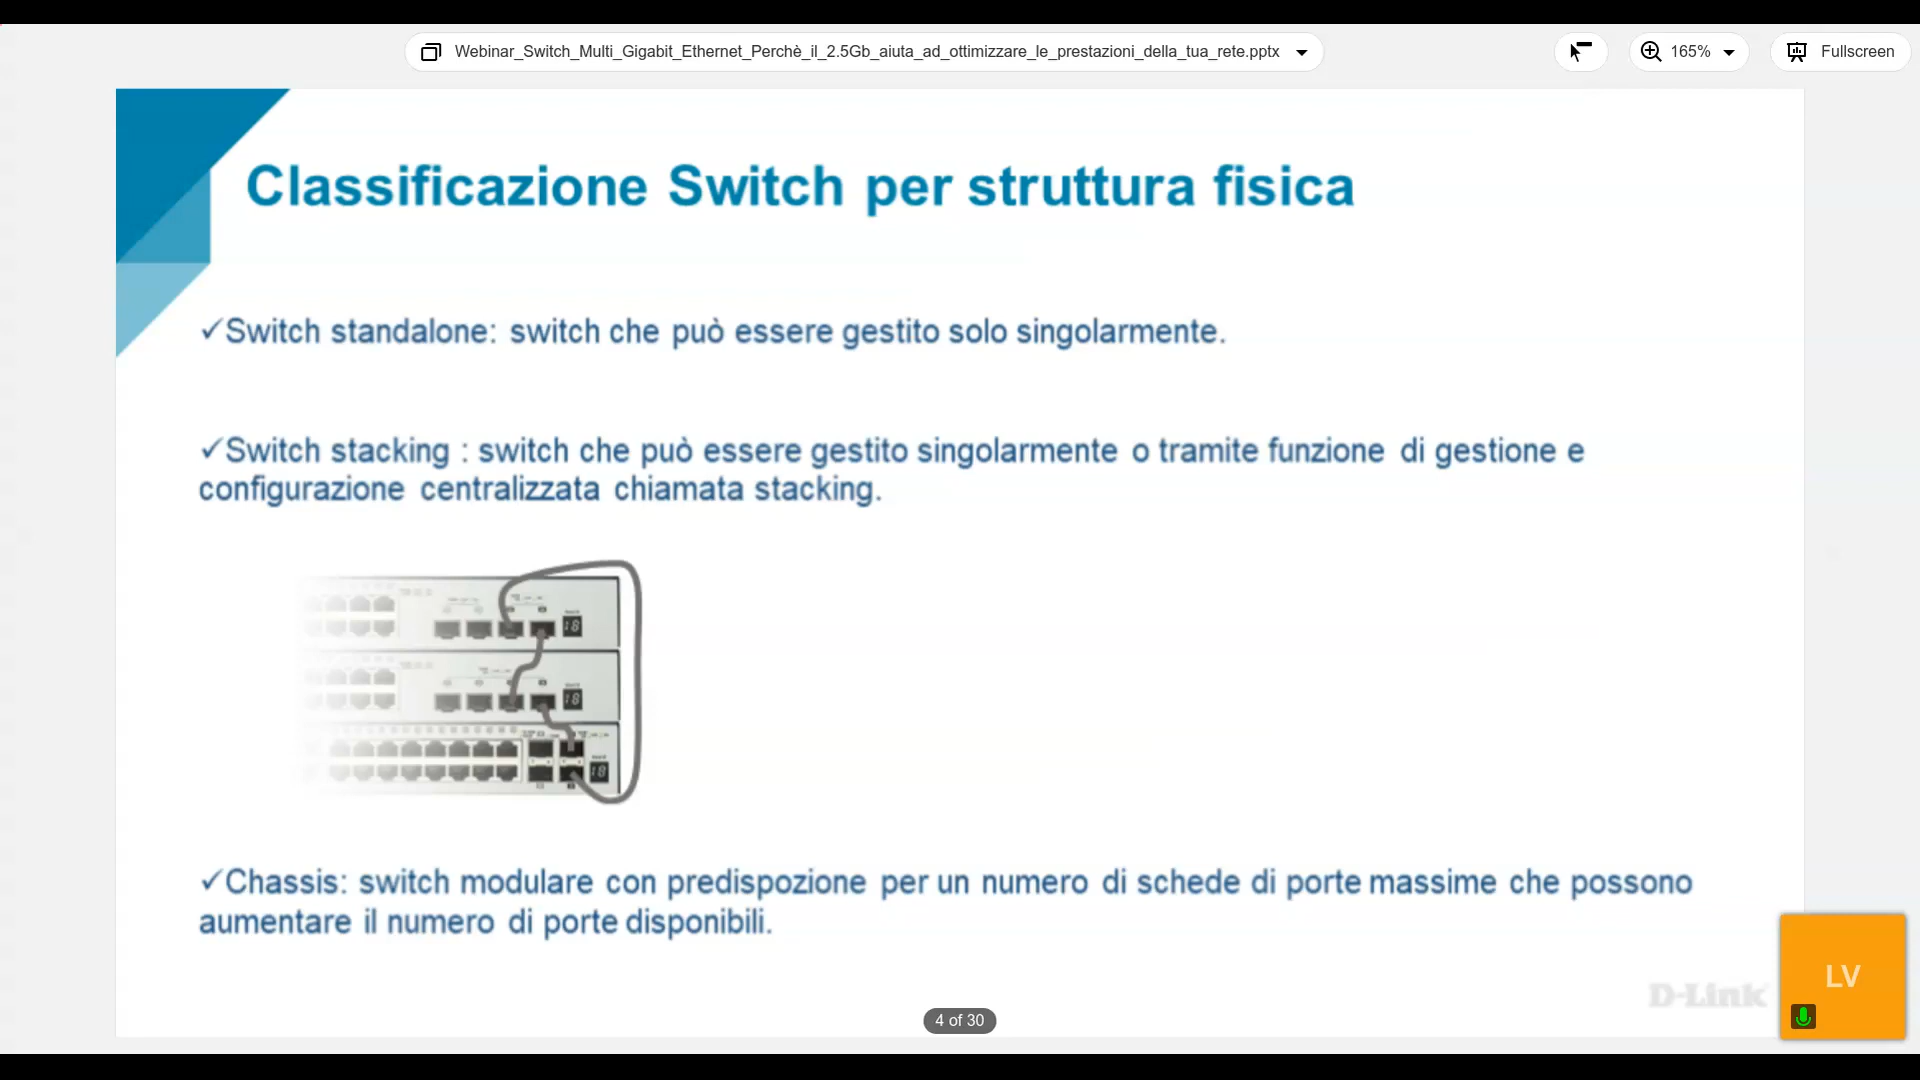 Webinar_Switch_Multi_Gigabit_Ethernet_Perchè_il_2.5Gb_aiuta_ad_ottimizzare_le_prestazioni_della_tua_rete.pptx
165%
Fullscreen
Classificazione Switch per struttura fisica
✓Switch standalone: switch che può essere gestito solo singolarmente.
✓Switch stacking : switch che può essere gestito singolarmente o tramite funzione di gestione e
configurazione centralizzata chiamata stacking.
18
18
18
✓Chassis: switch modulare con predispozione per un numero di schede di porte massime che possono
aumentare il numero di porte disponibili.
D-Link
LV
4 of 30